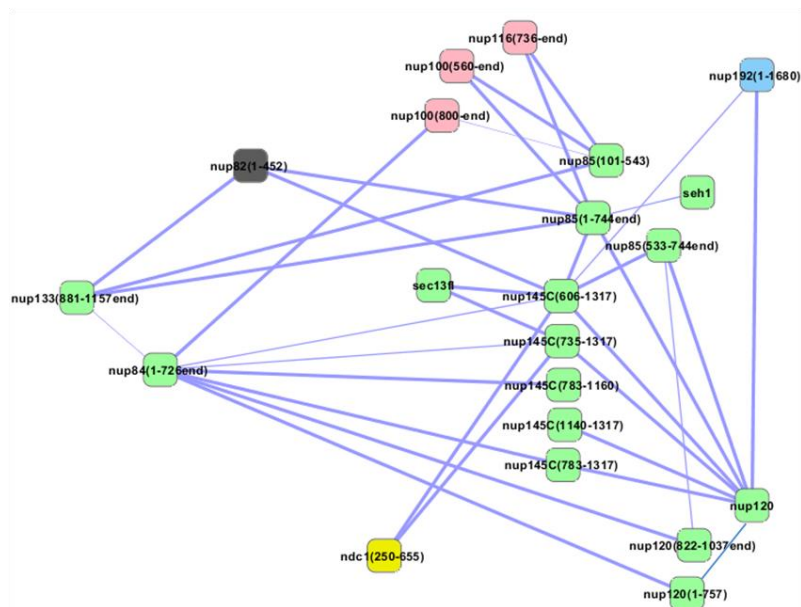 nup116(736-end)
nup100(560-end)
nup192(1-1680)
nup100(800-end)
nup85(101-543)
nup82(1-452)
seh1
nup85(1-744end)
nup85(533-744end)
sec13fl
nup145C(606-1317)
nup133(881-1157end)
nup145C(735-1317)
nup84(1-726end)
nup145C(783-1160)
nup145C(1140-1317)
nup145C(783-1317)
nup120
nup120(822-1037end)
ndc1(250-655)
nup120(1-757)